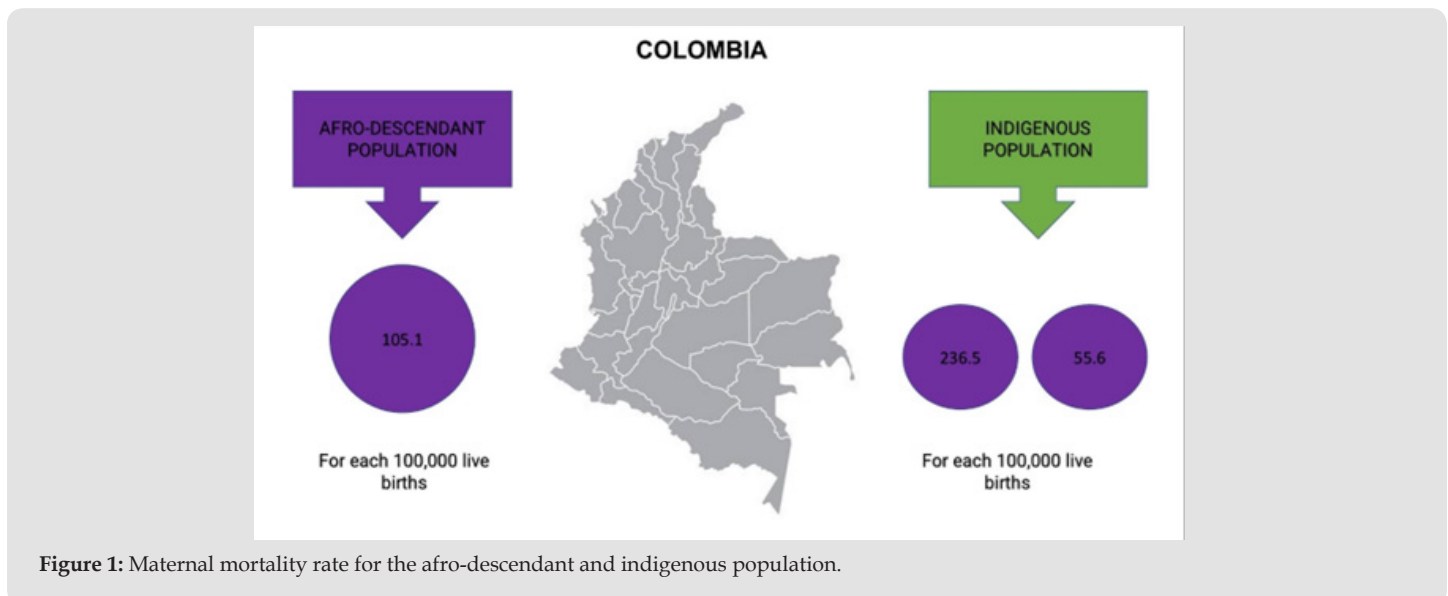 COLOMBIA
AFRO-DESCENDANT
POPULATION
105.1
For each 100,000 live
births
INDIGENOUS
POPULATION
236.5
55.6
For each 100,000 live
births
Figure 1: Maternal mortality rate for the afro-descendant and indigenous population.